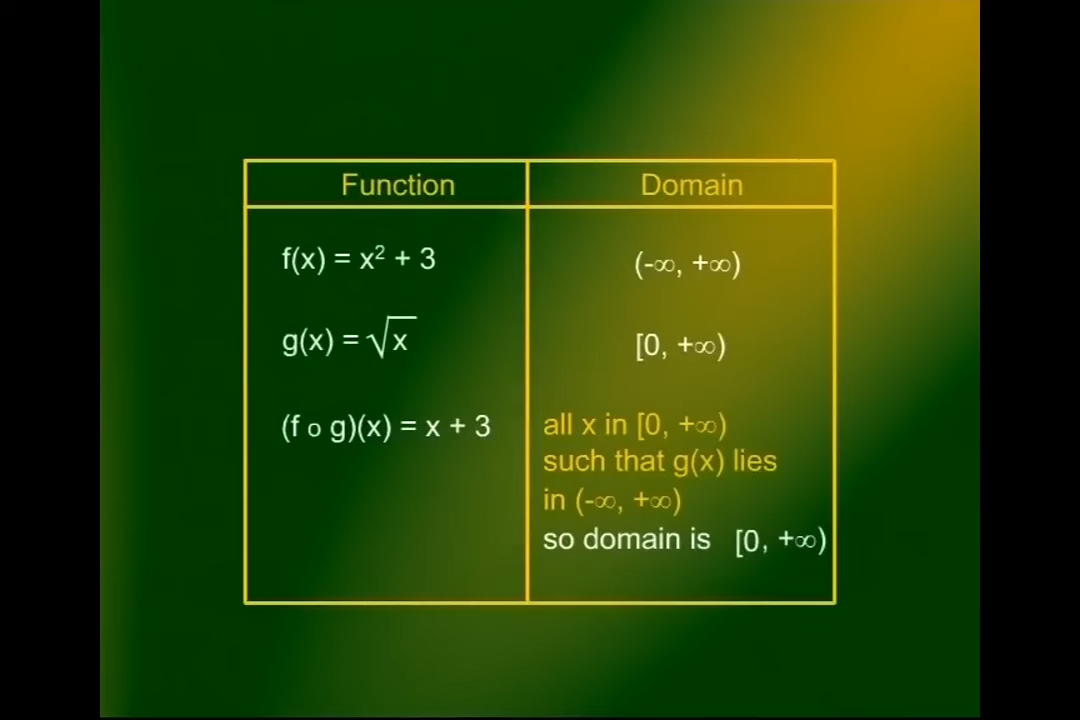 Function Domain
f(x) = x² + 3 (-∞, +∞)
g(x) = √x [0, +∞)
(f o g)(x) = x + 3 all x in [0, +∞)
such that g(x) lies
in (-∞, +∞)
so domain is [0, +∞)